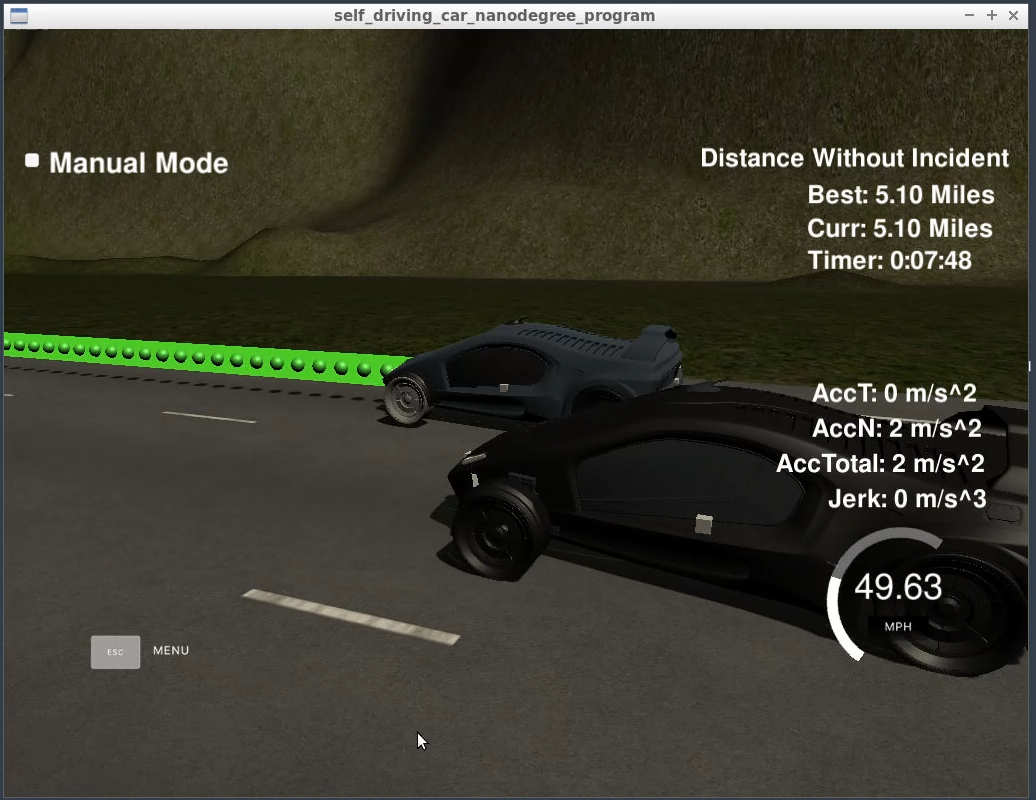 self_driving_car_nanodegree_program
Manual Mode
Distance Without Incident
Best: 5.10 Miles
Curr: 5.10 Miles
Timer: 0:07:48
AccT: 0 m/s^2
AccN: 2 m/s^2
AccTotal: 2 m/s^2
Jerk: 0 m/s^3
49.63
MPH
ESC MENU